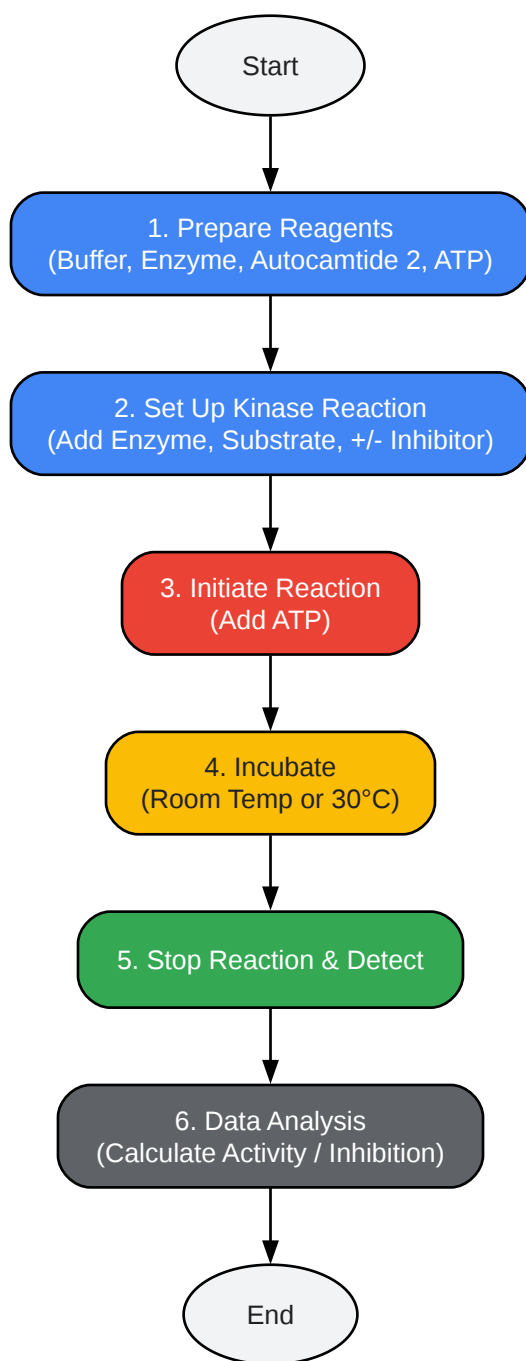 Start
1. Prepare Reagents
(Buffer, Enzyme, Autocamtide 2, ATP)
2. Set Up Kinase Reaction
(Add Enzyme, Substrate, +/- Inhibitor)
3. Initiate Reaction
(Add ATP)
4. Incubate
(Room Temp or 30°C)
5. Stop Reaction & Detect
6. Data Analysis
(Calculate Activity / Inhibition)
End